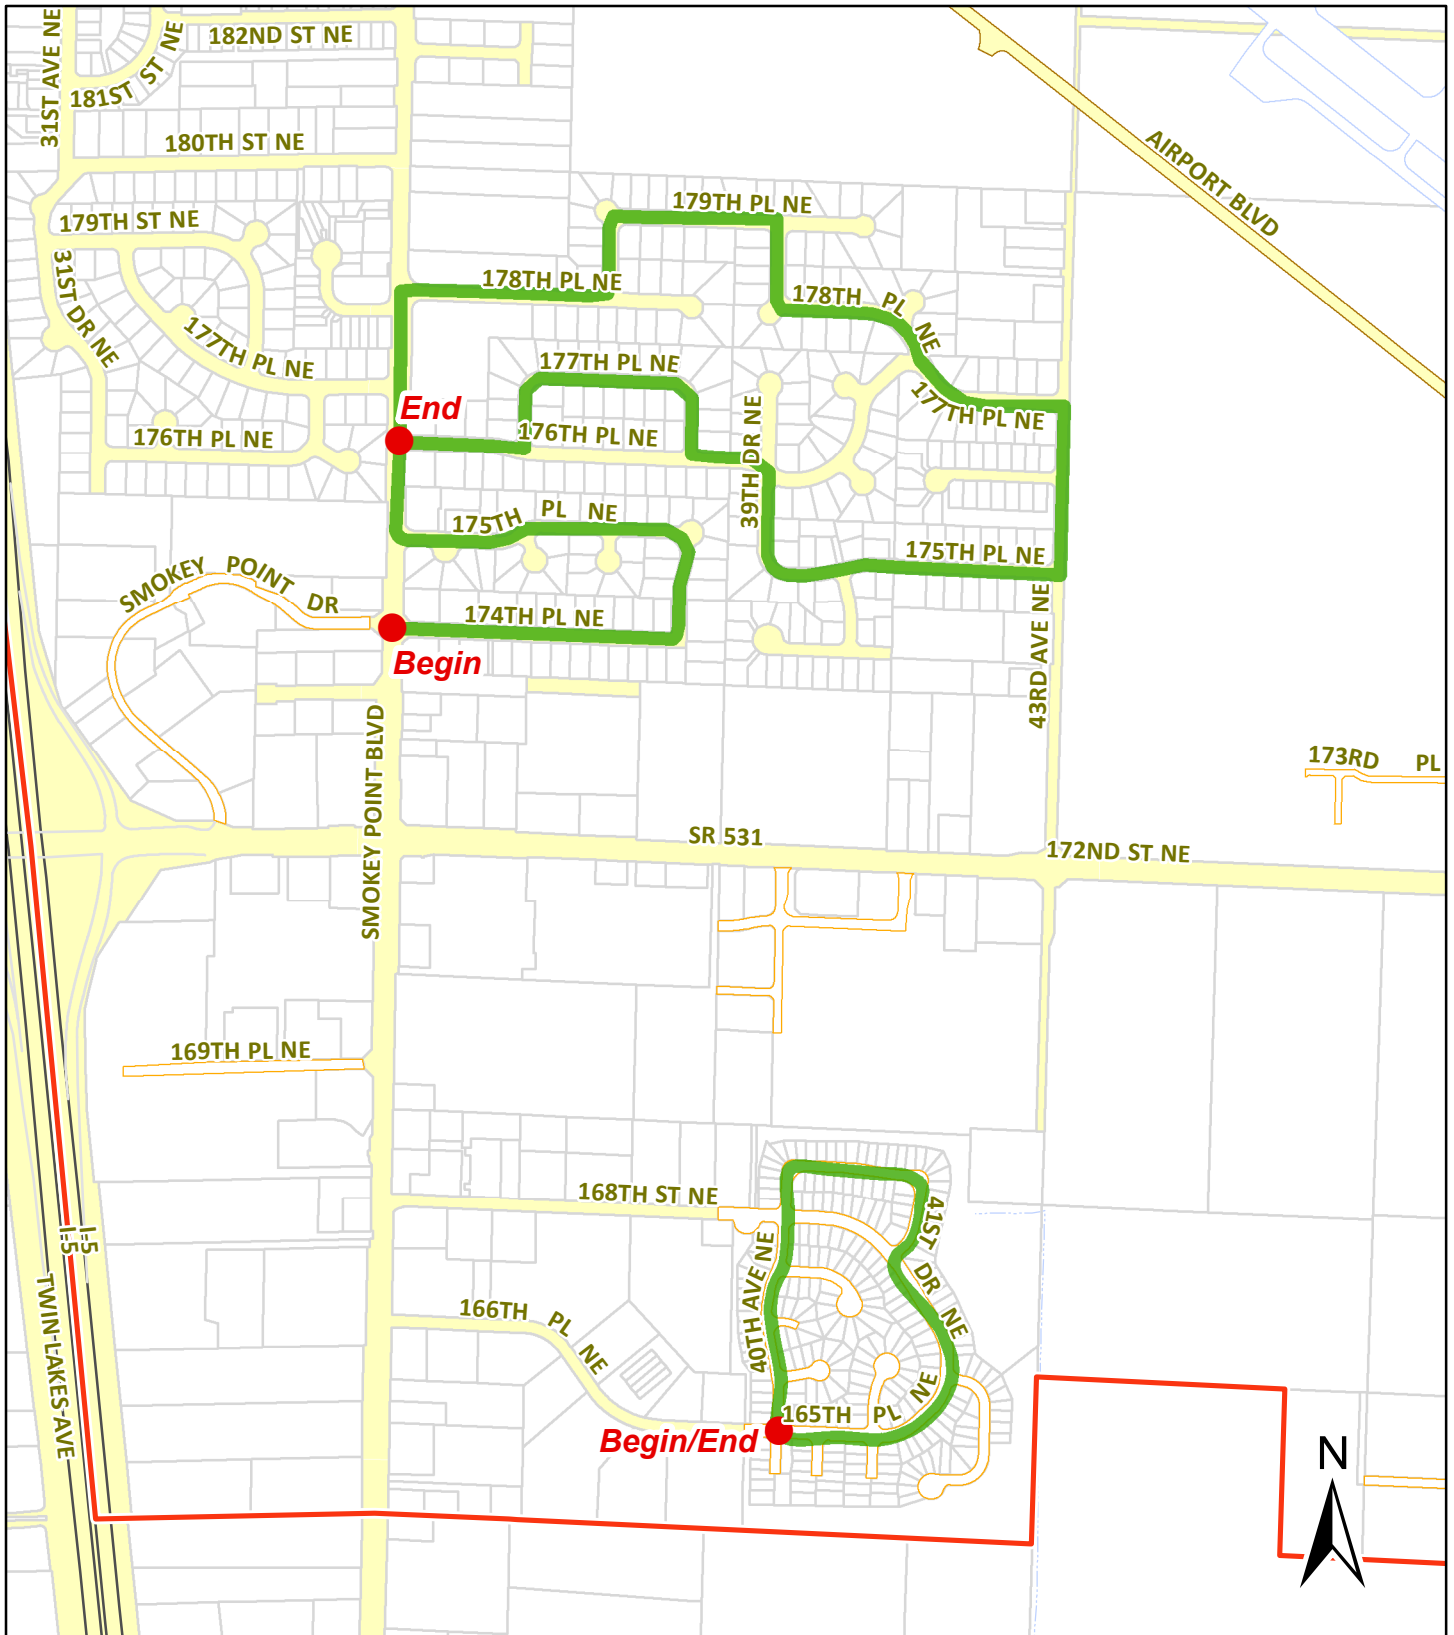 182ND ST NE
31ST AVE NE
181ST ST NE
180TH ST NE
AIRPORT BLVD
179TH PL NE
179TH ST NE
31ST DR NE
178TH PL NE
178TH PL NE
177TH PL NE
177TH PL NE
177TH PL NE
End
176TH PL NE
176TH PL NE
39TH DR NE
175TH PL NE
175TH PL NE
SMOKEY POINT DR
174TH PL NE
Begin
43RD AVE NE
SMOKEY POINT BLVD
173RD PL
SR 531
172ND ST NE
169TH PL NE
168TH ST NE
41ST DR NE
40TH AVE NE
I-5
I-5
TWIN-LAKES-AVE
166TH PL NE
165TH PL NE
Begin/End
N